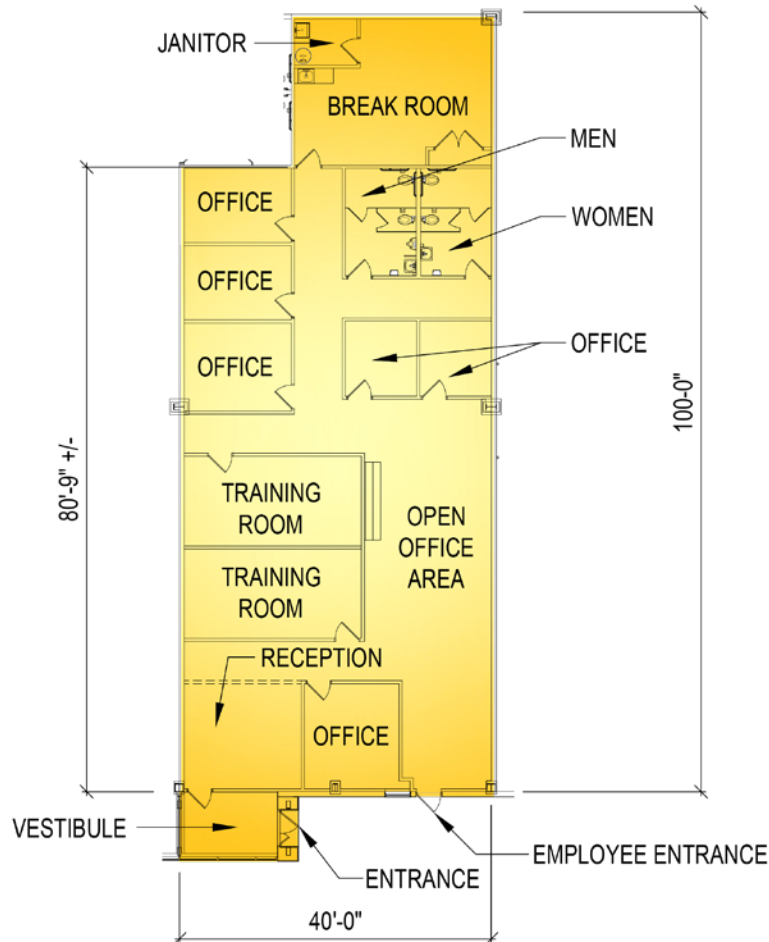 JANITOR
BREAK ROOM
MEN
OFFICE
WOMEN
OFFICE
OFFICE
OFFICE
100-0"
80'-9" +/-
TRAINING
ROOM
OPEN
OFFICE
AREA
TRAINING
ROOM
RECEPTION
OFFICE
VESTIBULE
EMPLOYEE ENTRANCE
ENTRANCE
40'-0"